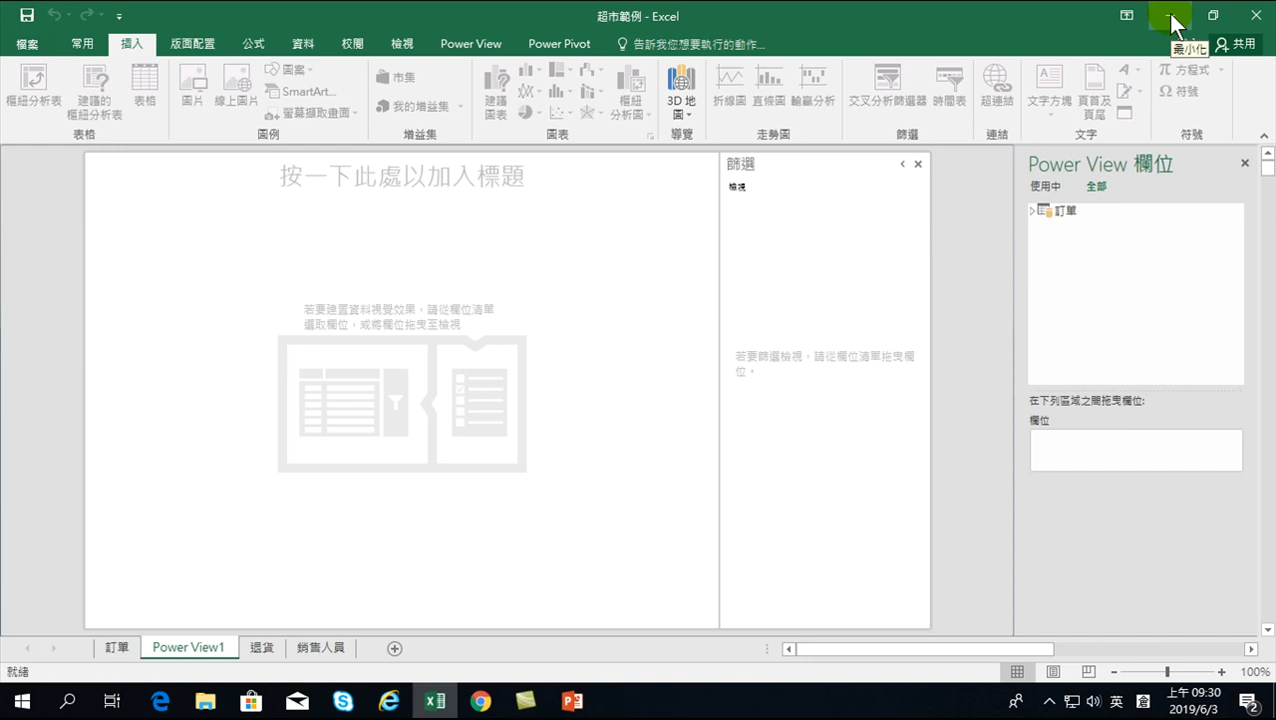 超市範例 - Excel
最小化
檔案 常用 插入 版面配置 公式 資料 校閱 檢視 Power View Power Pivot 告訴我您想要執行的動作... 共用
樞紐分析表
建議的
樞紐分析表
表格
表格
圖片
線上圖片
圖案
SmartArt...
螢幕擷取畫面
圖例
市集
我的增益集
增益集
建議
圖表
樞紐
分析圖
圖表
3D 地
圖
導覽
折線圖
直條圖
輸贏分析
走勢圖
交叉分析篩選器
時間表
篩選
超連結
連結
文字方塊
頁首及
頁尾
文字
方程式
符號
符號
按一下此處以加入標題
若要建置資料視覺效果，請從欄位清單
選取欄位，或將欄位拖曳至檢視
篩選
檢視
若要篩選檢視，請從欄位清單拖曳欄
位。
Power View 欄位
使用中 全部
訂單
在下列區域之間拖曳欄位:
欄位
訂單 Power View1 退貨 銷售人員
就绪
100%
英
上午 09:30
2019/6/3
2